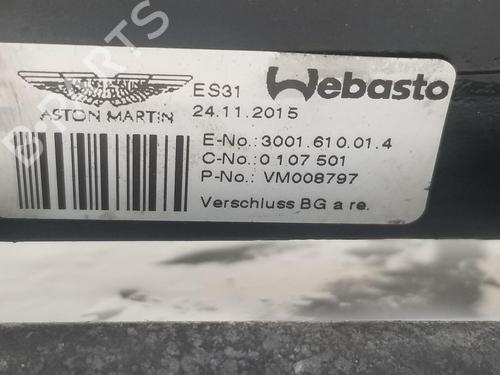 B-PARTS
ES31
Webasto
ASTON MARTIN
24.11.2015
E-No.: 3001.610.01.4
C-No.: 0 107 501
P-No.: VM008797
Verschluss BG a re.